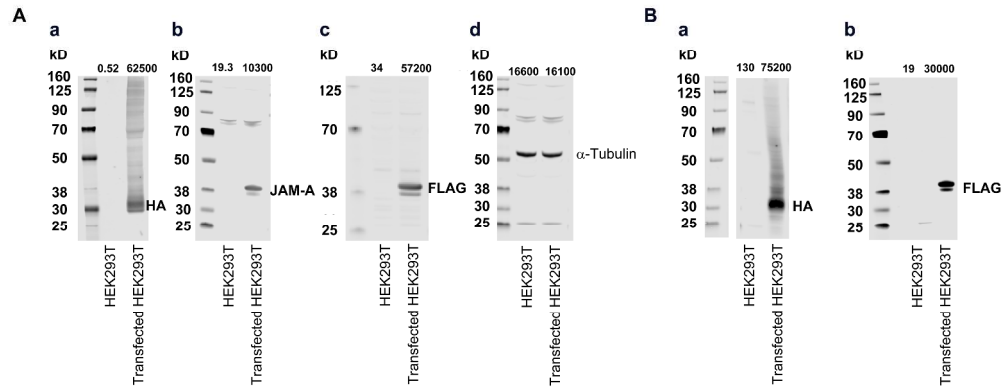 A
B
a
b
c
d
a
b
kD
0.52 62500
160
125
90
70
50
38
30
25
HA
HEK293T
Transfected HEK293T
kD
19.3 10300
160
125
90
70
50
38
30
25
JAM-A
HEK293T
Transfected HEK293T
kD
34 57200
125
70
38
25
FLAG
HEK293T
Transfected HEK293T
kD
16600 16100
160
125
90
70
50
38
30
25
α-Tubulin
HEK293T
Transfected HEK293T
kD
130 75200
160
125
90
70
50
38
30
25
HA
HEK293T
Transfected HEK293T
kD
19 30000
160
125
90
70
50
38
30
25
FLAG
HEK293T
Transfected HEK293T